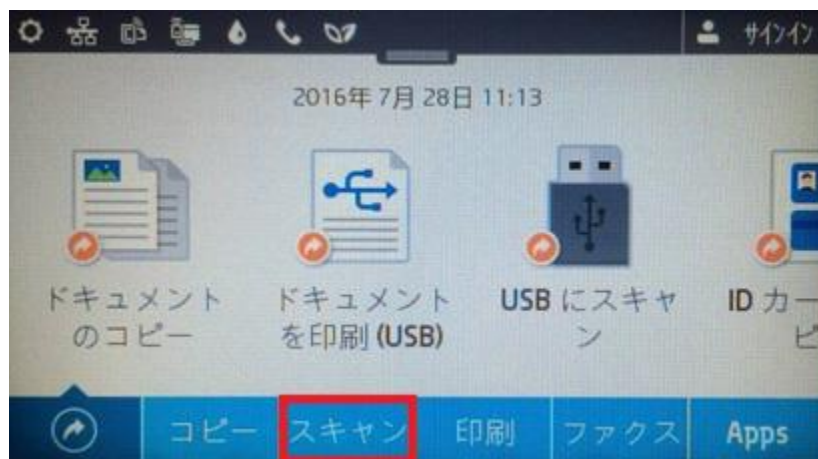 サインイン
2016年 7月 28日 11:13
ドキュメント
のコピー
ドキュメント
を印刷 (USB)
USB にスキャ
ン
ID カー
ピ
コピー
スキャン
印刷
ファクス
Apps